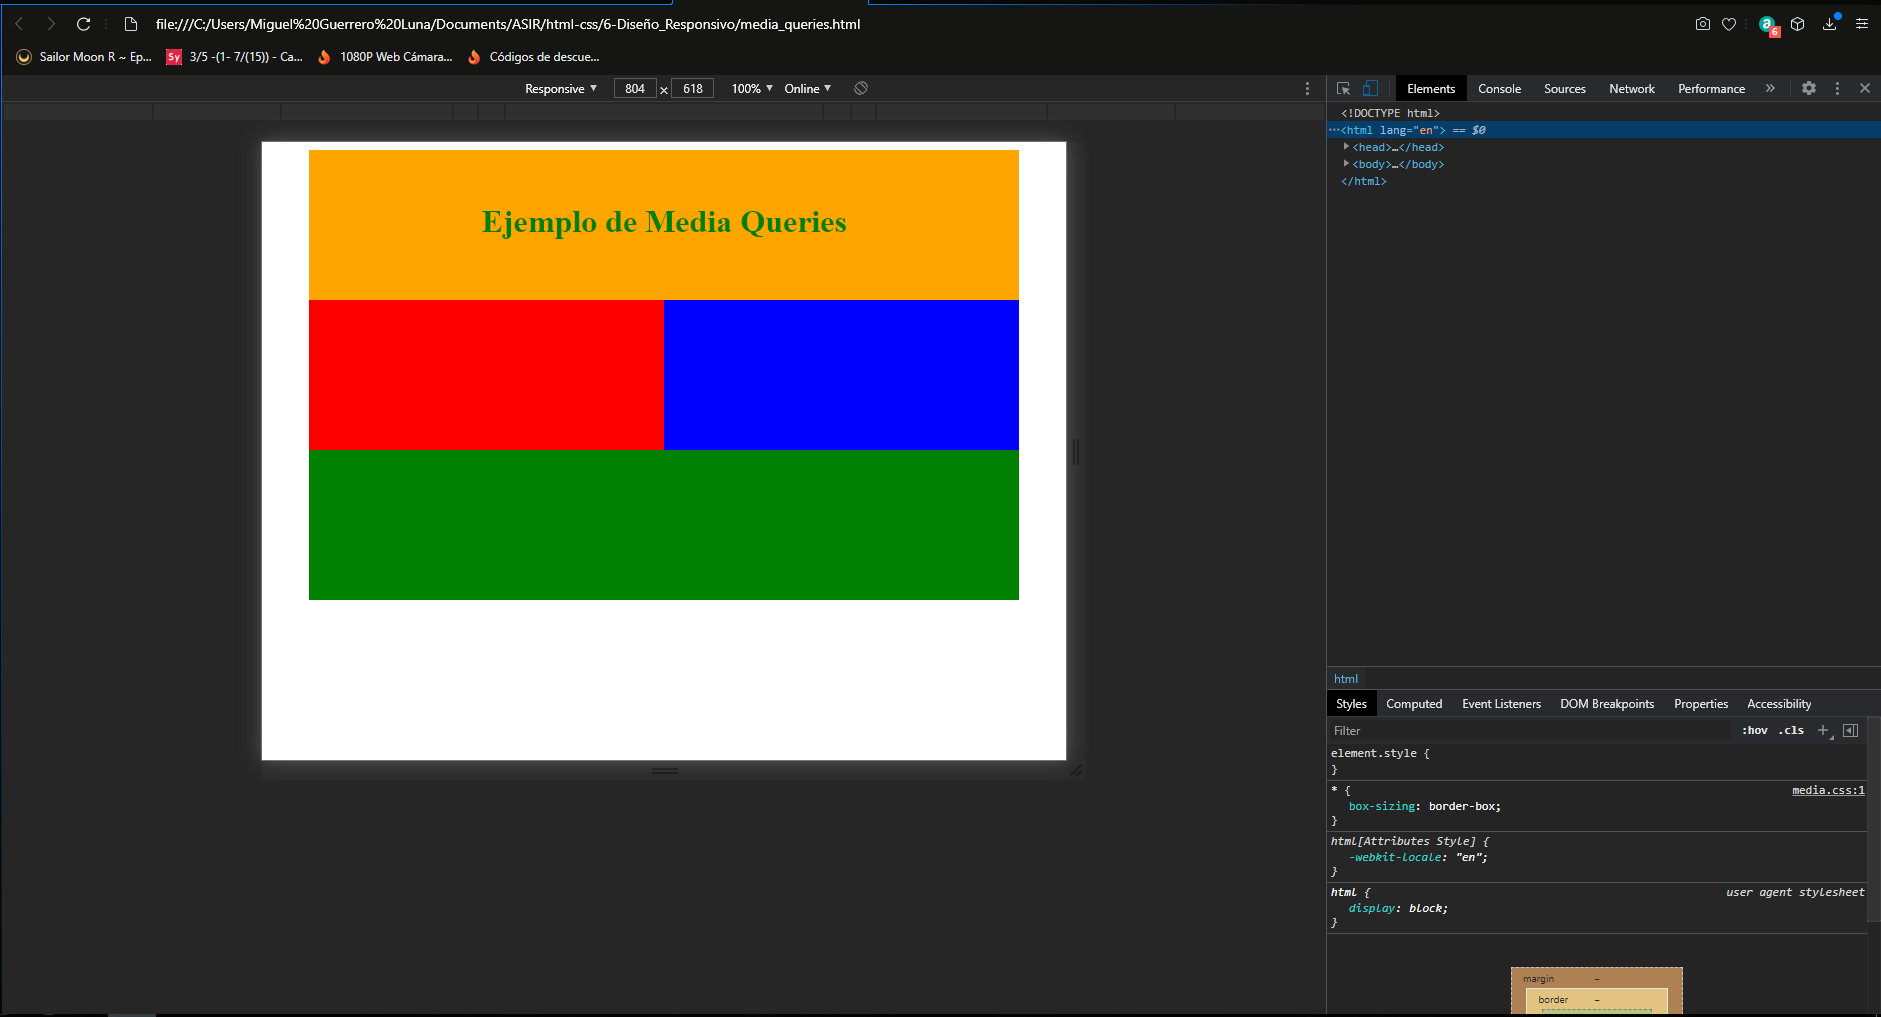 file:///C:/Users/Miguel%20Guerrero%20Luna/Documents/ASIR/html-css/6-Diseño_Responsivo/media_queries.html
6
Sailor Moon R ~ Ep...
Sy 3/5 -(1- 7/(15)) - Ca...
1080P Web Cámara...
Códigos de descue...
Responsive ▼ 804 × 618 100% ▼ Online ▼
Elements Console Sources Network Performance »
<!DOCTYPE html>
⋯<html lang="en"> == $0
<head>…</head>
<body>…</body>
</html>
Ejemplo de Media Queries
html
Styles Computed Event Listeners DOM Breakpoints Properties Accessibility
Filter :hov .cls +
element.style {
}
* { media.css:1
box-sizing: border-box;
}
html[Attributes Style] {
-webkit-locale: "en";
}
html { user agent stylesheet
display: block;
}
margin –
border –